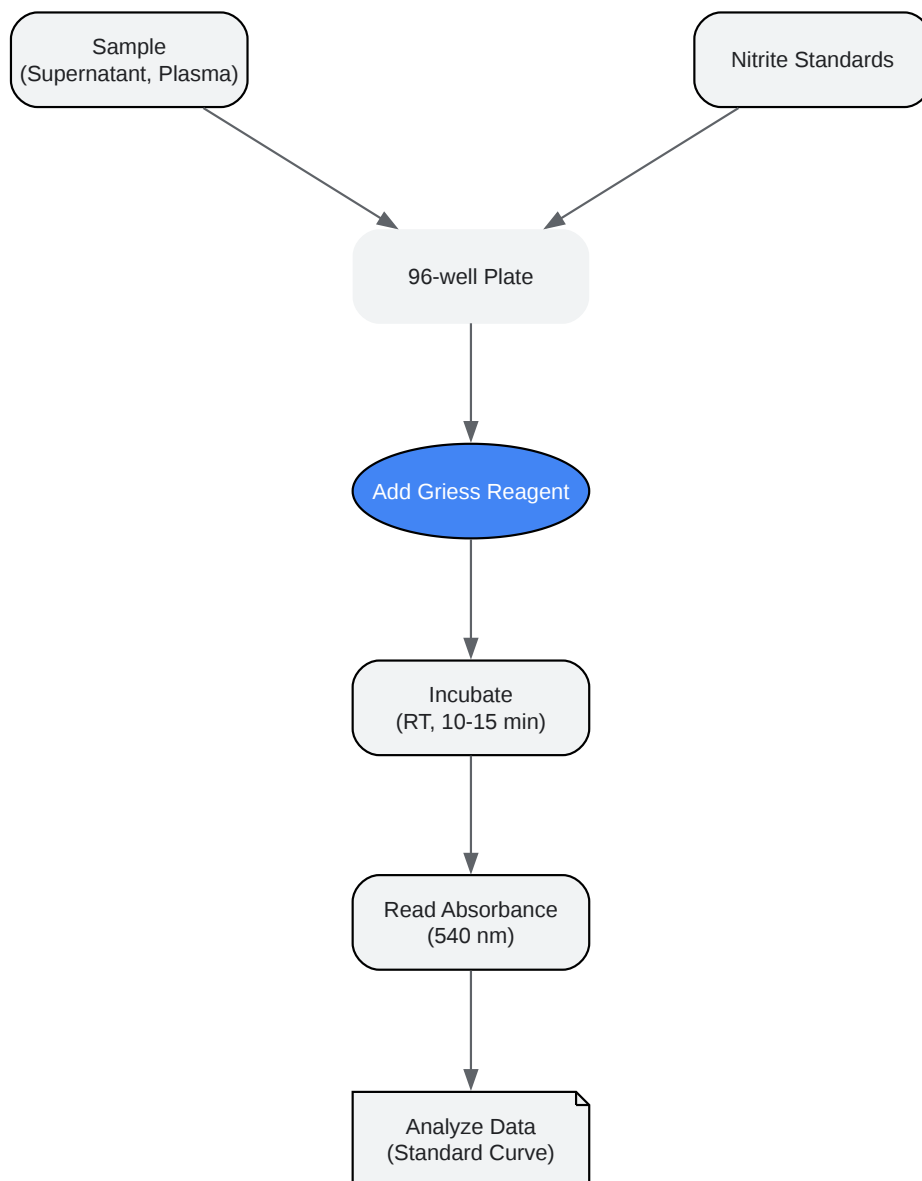 Sample
(Supernatant, Plasma)
Nitrite Standards
96-well Plate
Add Griess Reagent
Incubate
(RT, 10-15 min)
Read Absorbance
(540 nm)
Analyze Data
(Standard Curve)